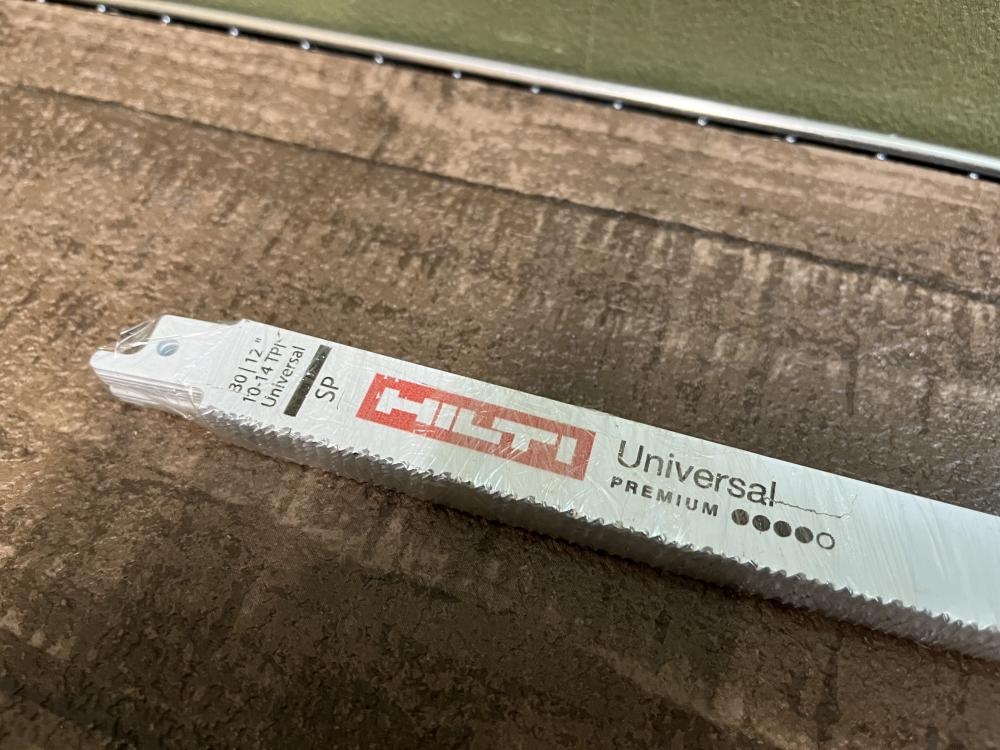 30 | 12 "
10-14 TPI
Universal
SP
HILTI
Universal
PREMIUM